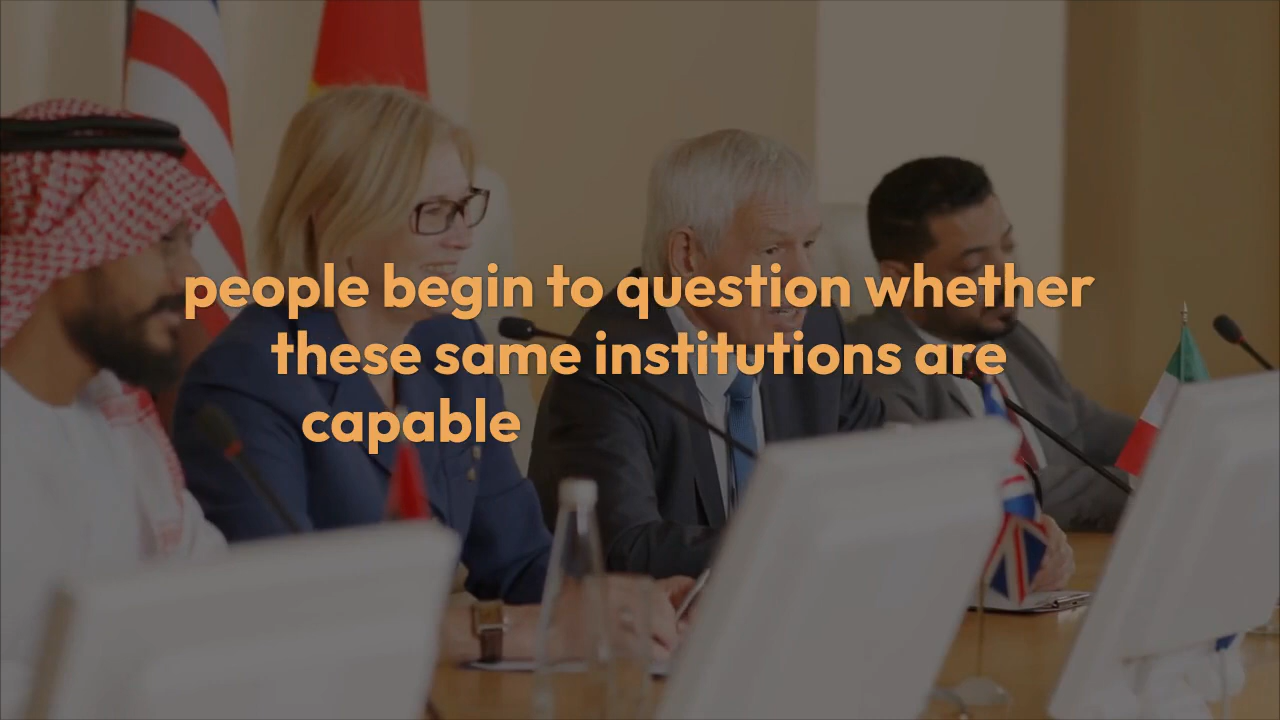 people begin to question whether
these same institutions are
capable